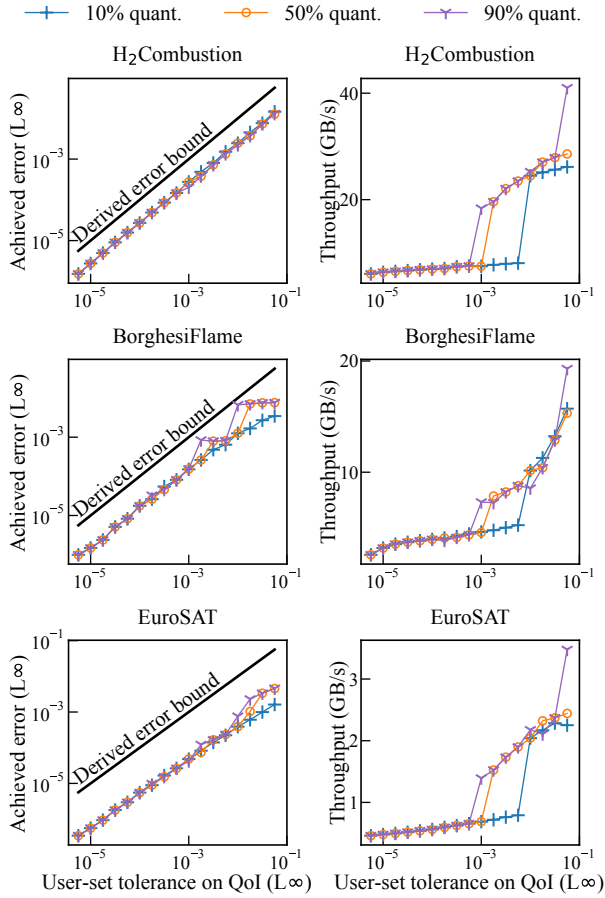 10% quant. 50% quant. 90% quant.
H₂Combustion
H₂Combustion
Achieved error (L∞)
10⁻³
10⁻⁵
Derived error bound
10⁻⁵ 10⁻³ 10⁻¹
Throughput (GB/s)
40
20
10⁻⁵ 10⁻³ 10⁻¹
BorghesiFlame
BorghesiFlame
Achieved error (L∞)
10⁻³
10⁻⁵
Derived error bound
10⁻⁵ 10⁻³ 10⁻¹
Throughput (GB/s)
20
10
0
10⁻⁵ 10⁻³ 10⁻¹
EuroSAT
EuroSAT
Achieved error (L∞)
10⁻¹
10⁻³
10⁻⁵
Derived error bound
10⁻⁵ 10⁻³ 10⁻¹
User-set tolerance on QoI (L∞)
Throughput (GB/s)
3
2
1
10⁻⁵ 10⁻³ 10⁻¹
User-set tolerance on QoI (L∞)